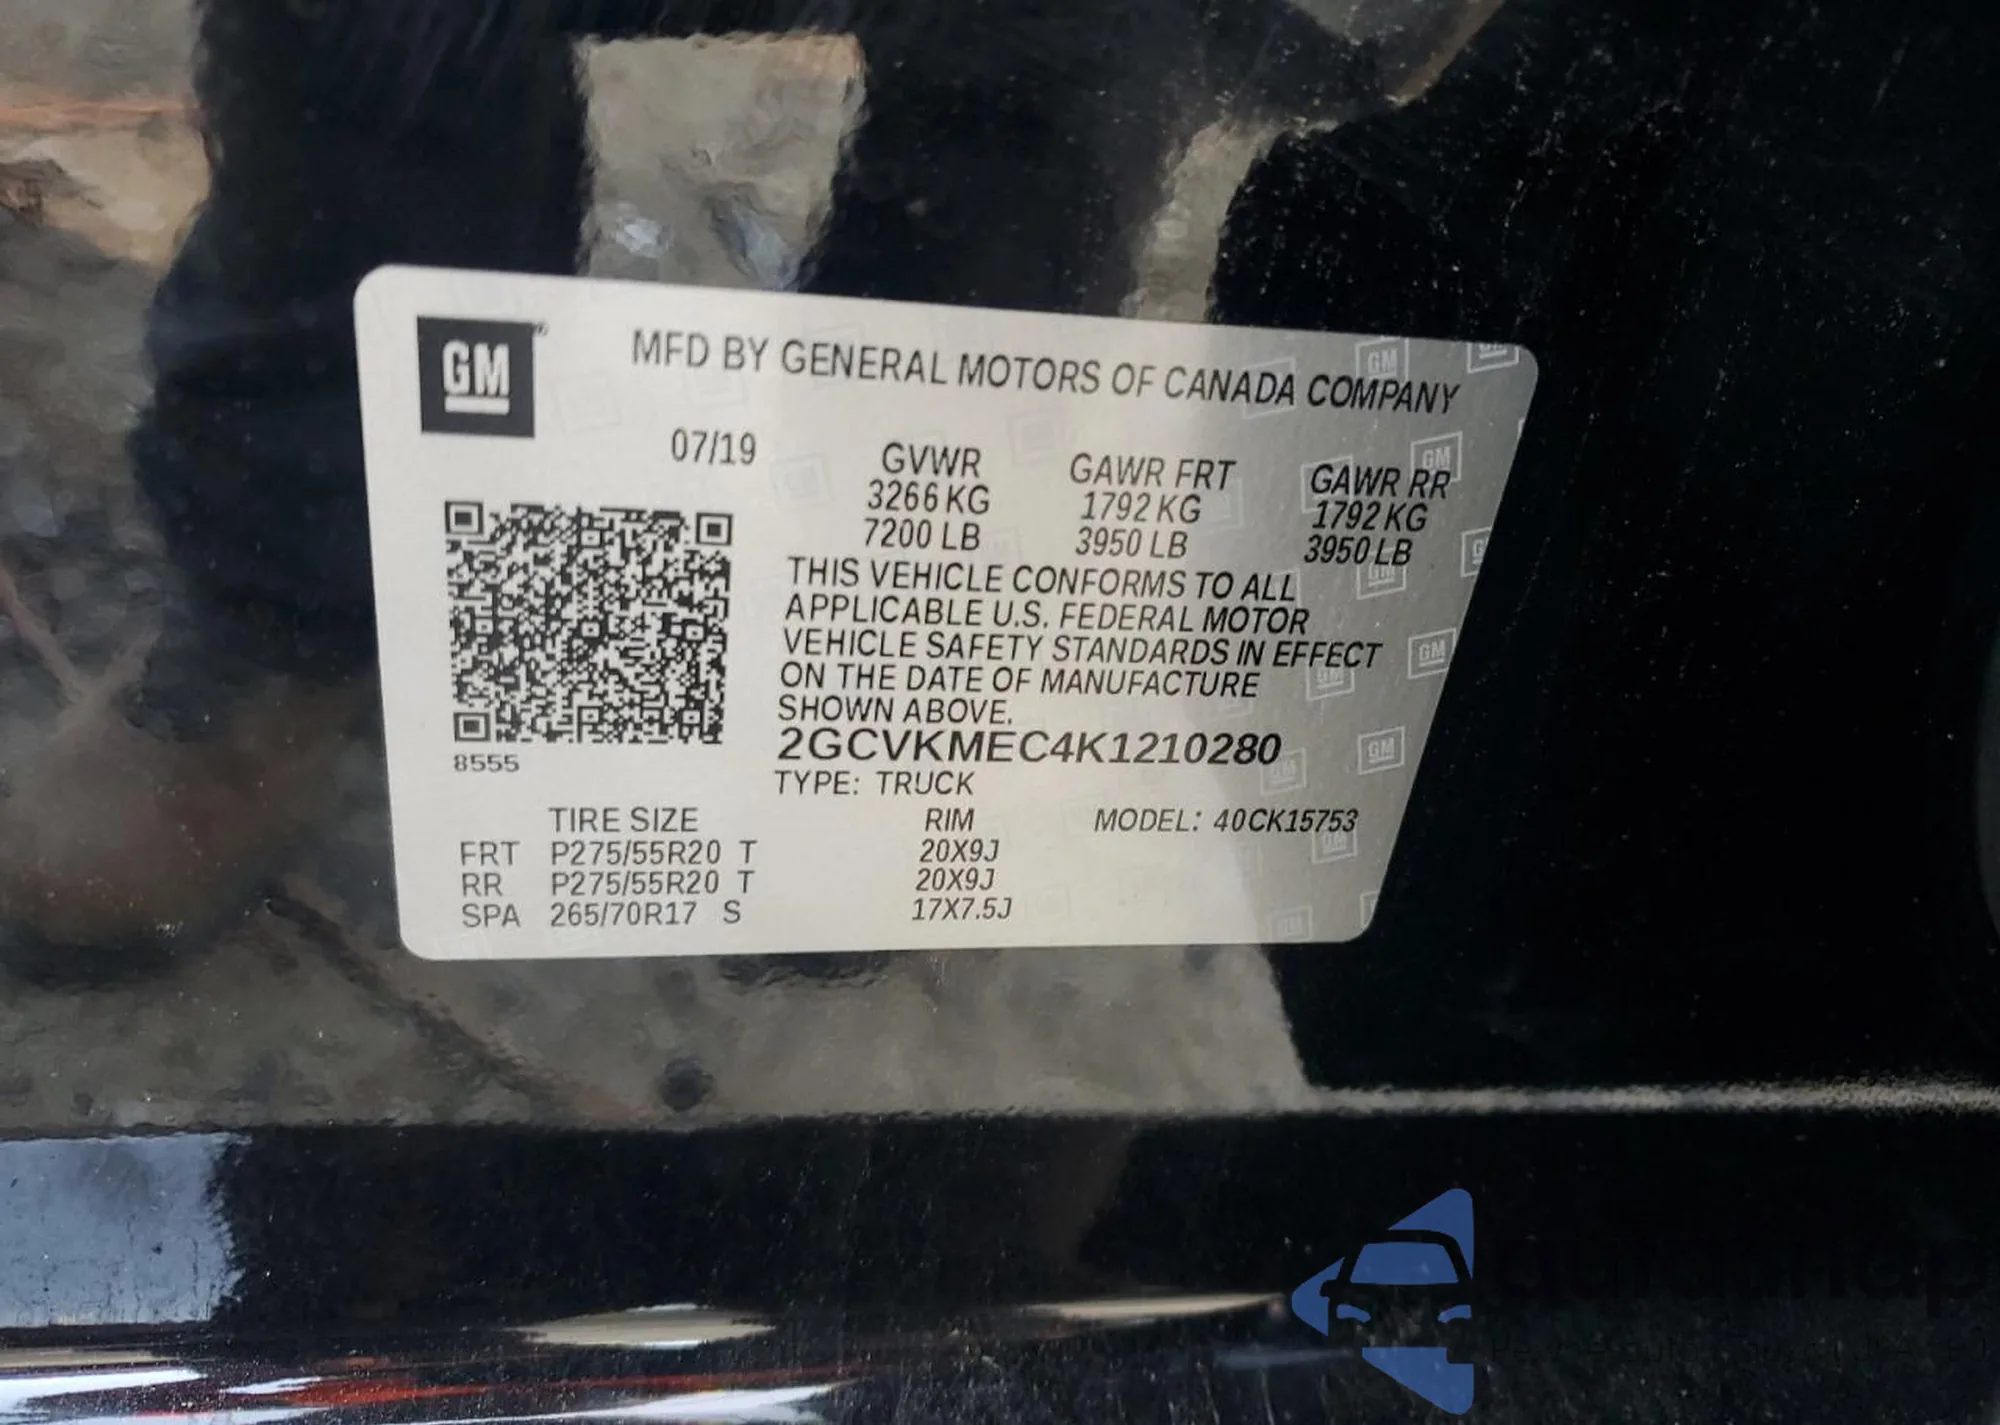 GM
MFD BY GENERAL MOTORS OF CANADA COMPANY
07/19
GVWR GAWR FRT GAWR RR
3266 KG 1792 KG 1792 KG
7200 LB 3950 LB 3950 LB
THIS VEHICLE CONFORMS TO ALL
APPLICABLE U.S. FEDERAL MOTOR
VEHICLE SAFETY STANDARDS IN EFFECT
ON THE DATE OF MANUFACTURE
SHOWN ABOVE.
2GCVKMEC4K1210280
8555
TYPE: TRUCK
TIRE SIZE RIM MODEL: 40CK15753
FRT P275/55R20 T 20X9J
RR P275/55R20 T 20X9J
SPA 265/70R17 S 17X7.5J